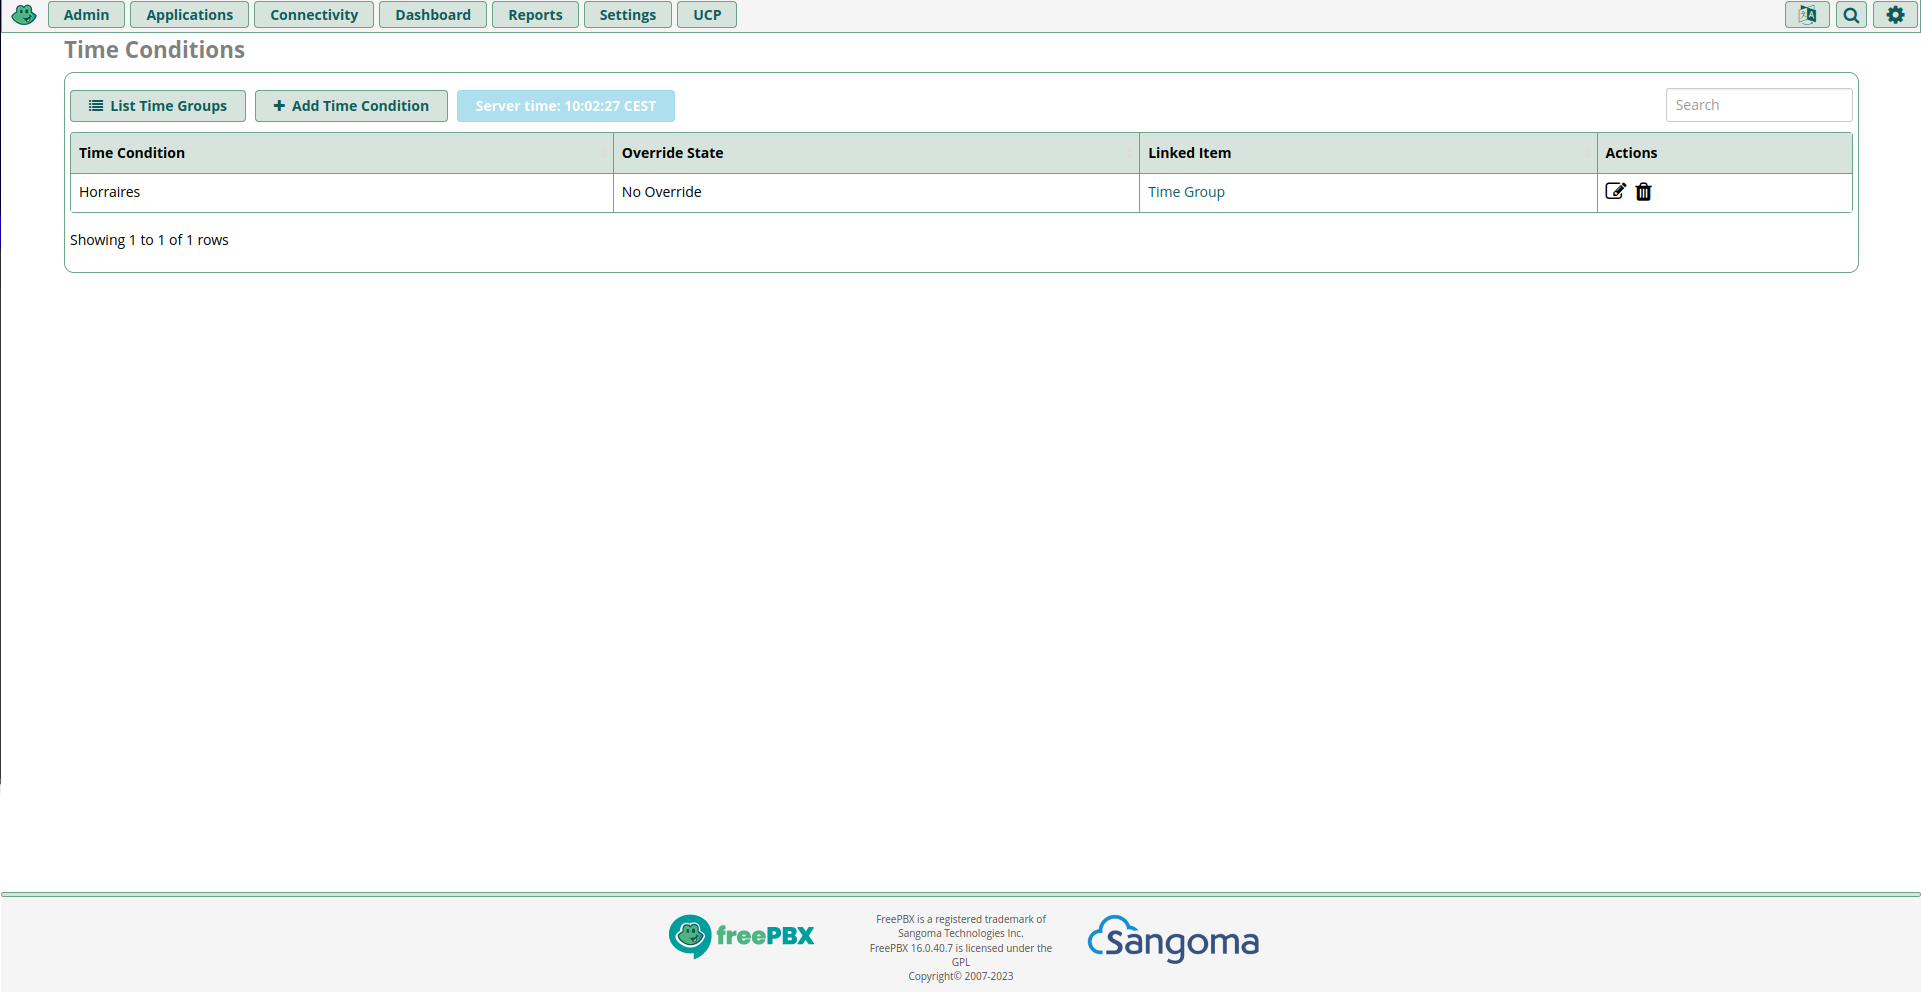 Admin Applications Connectivity Dashboard Reports Settings UCP
Time Conditions
List Time Groups Add Time Condition Server time: 10:02:27 CEST Search
Time Condition Override State Linked Item Actions
Horraires No Override Time Group
Showing 1 to 1 of 1 rows
freePBX
FreePBX is a registered trademark of
Sangoma Technologies Inc.
FreePBX 16.0.40.7 is licensed under the
GPL
Copyright© 2007-2023
Sangoma